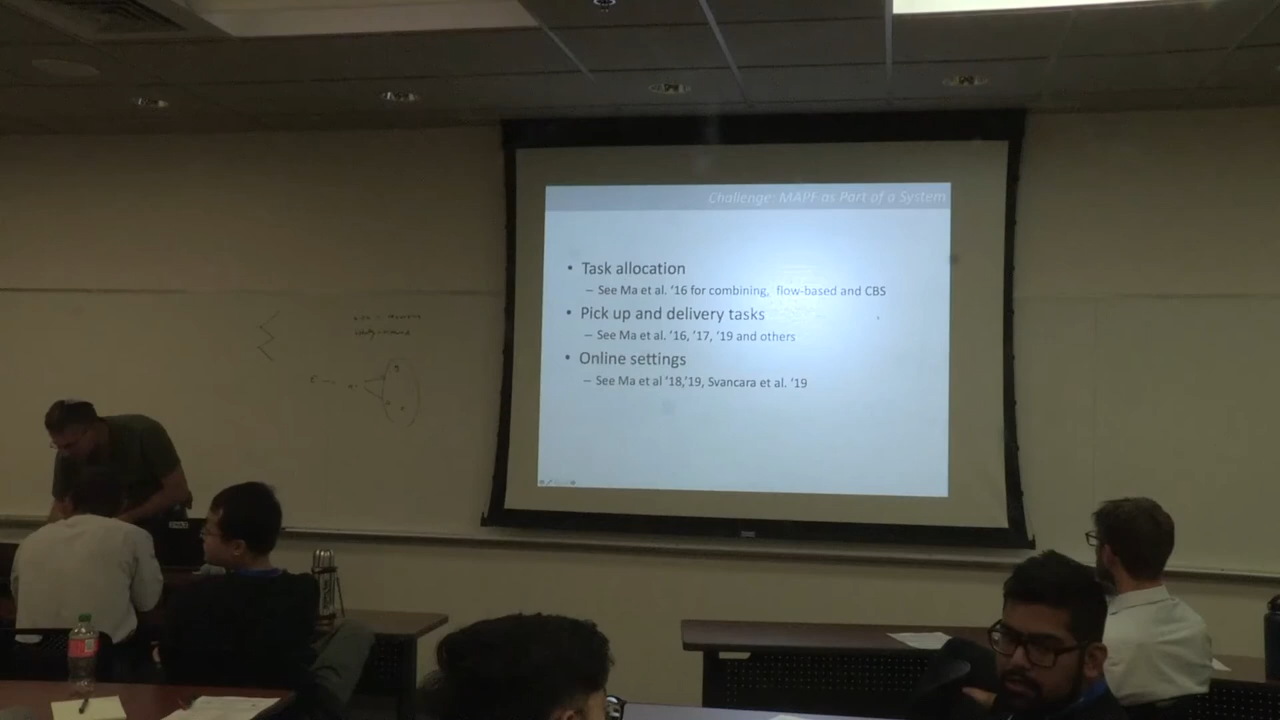 Challenge: MAPF as Part of a System
• Task allocation
– See Ma et al. '16 for combining, flow-based and CBS
• Pick up and delivery tasks
– See Ma et al. '16, '17, '19 and others
• Online settings
– See Ma et al '18,'19, Svancara et al. '19